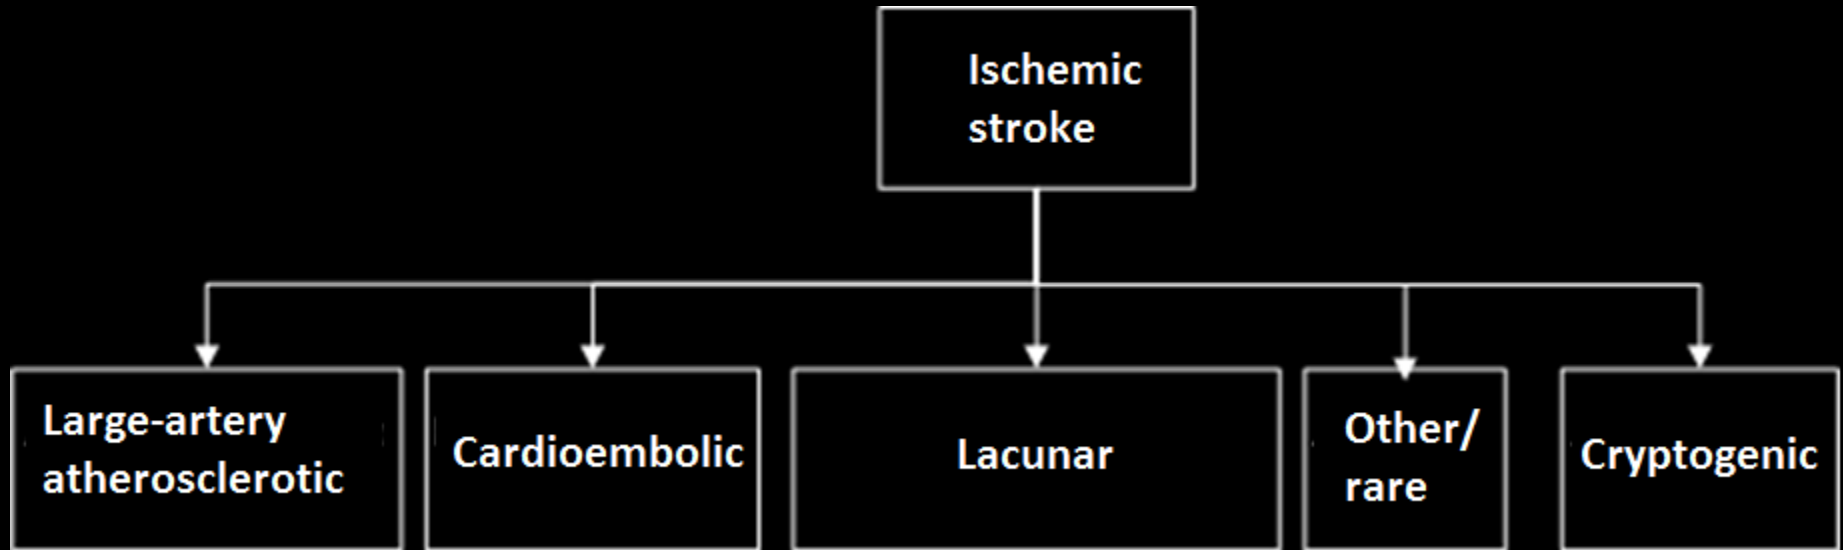 Ischemic
stroke
Large-artery
atherosclerotic
Cardioembolic
Lacunar
Other/
rare
Cryptogenic